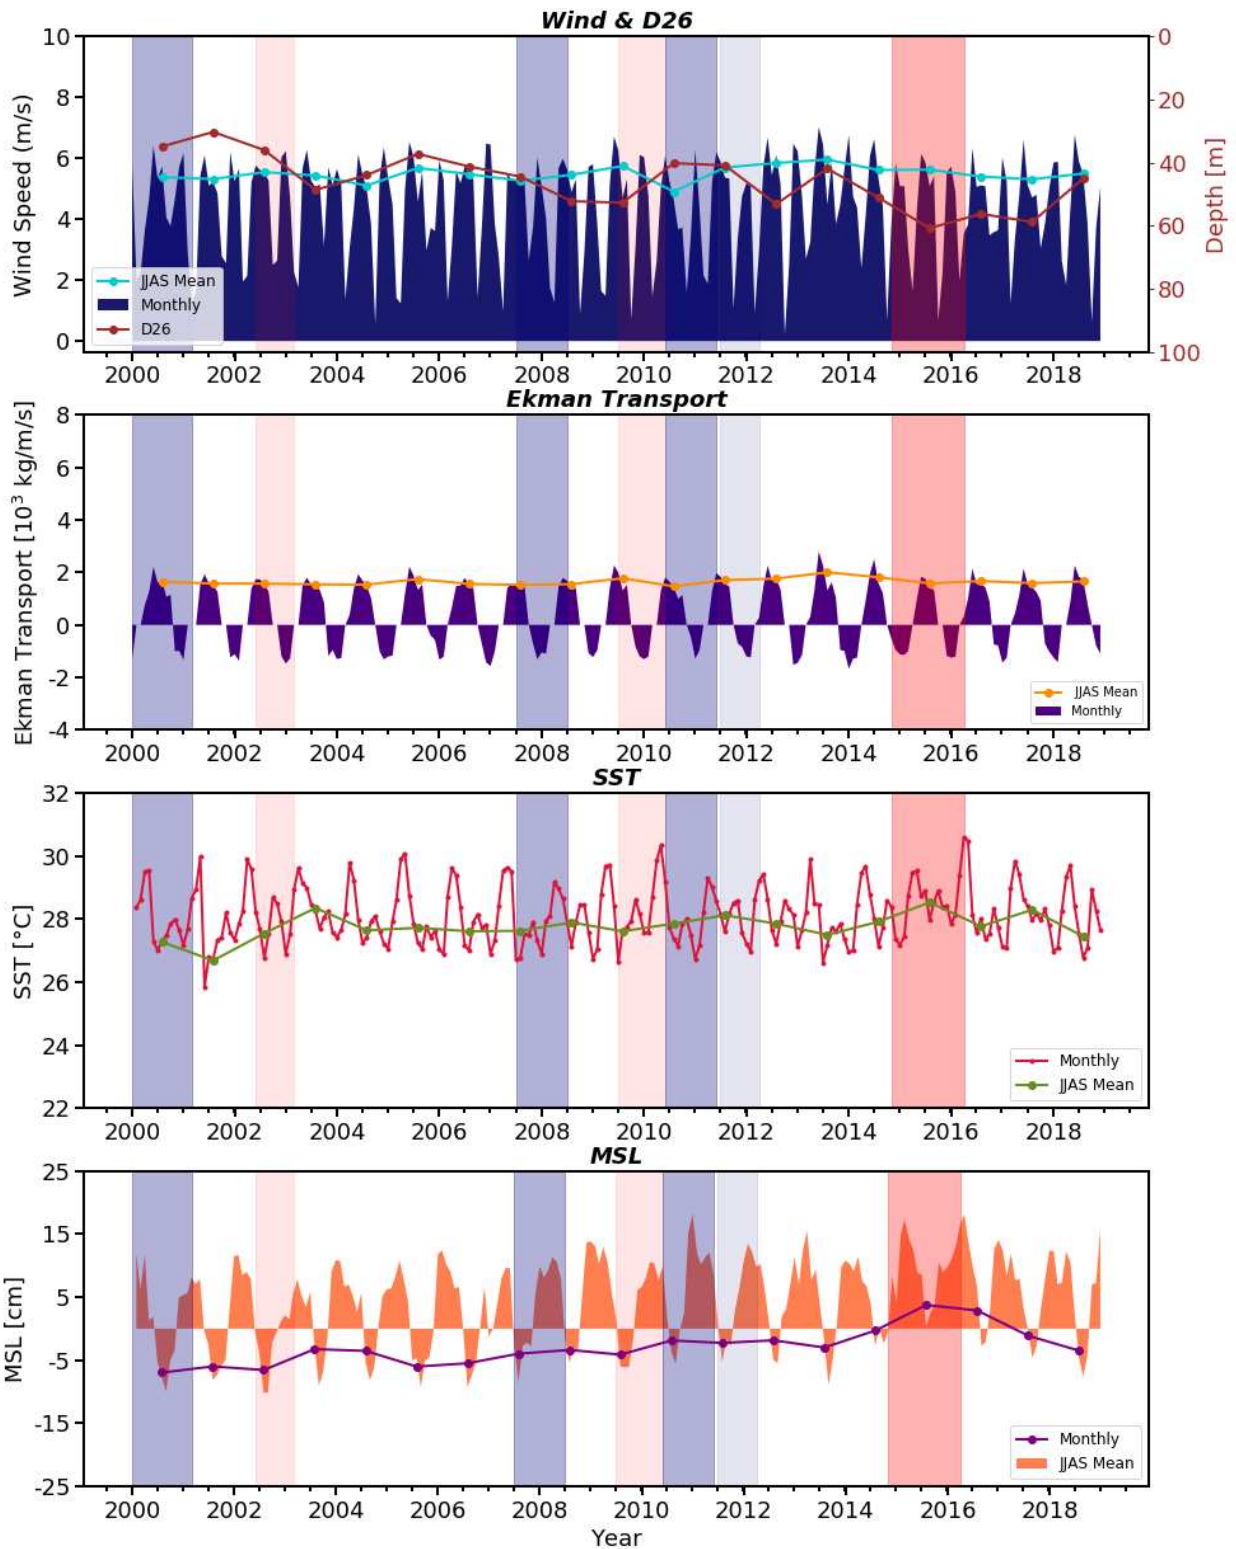 Wind & D26
10
8
6
4
2
0
Wind Speed (m/s)
0
20
40
60
80
100
Depth [m]
JJAS Mean
Monthly
D26
2000 2002 2004 2006 2008 2010 2012 2014 2016 2018
Ekman Transport
8
6
4
2
0
-2
-4
Ekman Transport [10³ kg/m/s]
JJAS Mean
Monthly
2000 2002 2004 2006 2008 2010 2012 2014 2016 2018
SST
32
30
28
26
24
22
SST [°C]
Monthly
JJAS Mean
2000 2002 2004 2006 2008 2010 2012 2014 2016 2018
MSL
25
15
5
-5
-15
-25
MSL [cm]
Monthly
JJAS Mean
2000 2002 2004 2006 2008 2010 2012 2014 2016 2018
Year